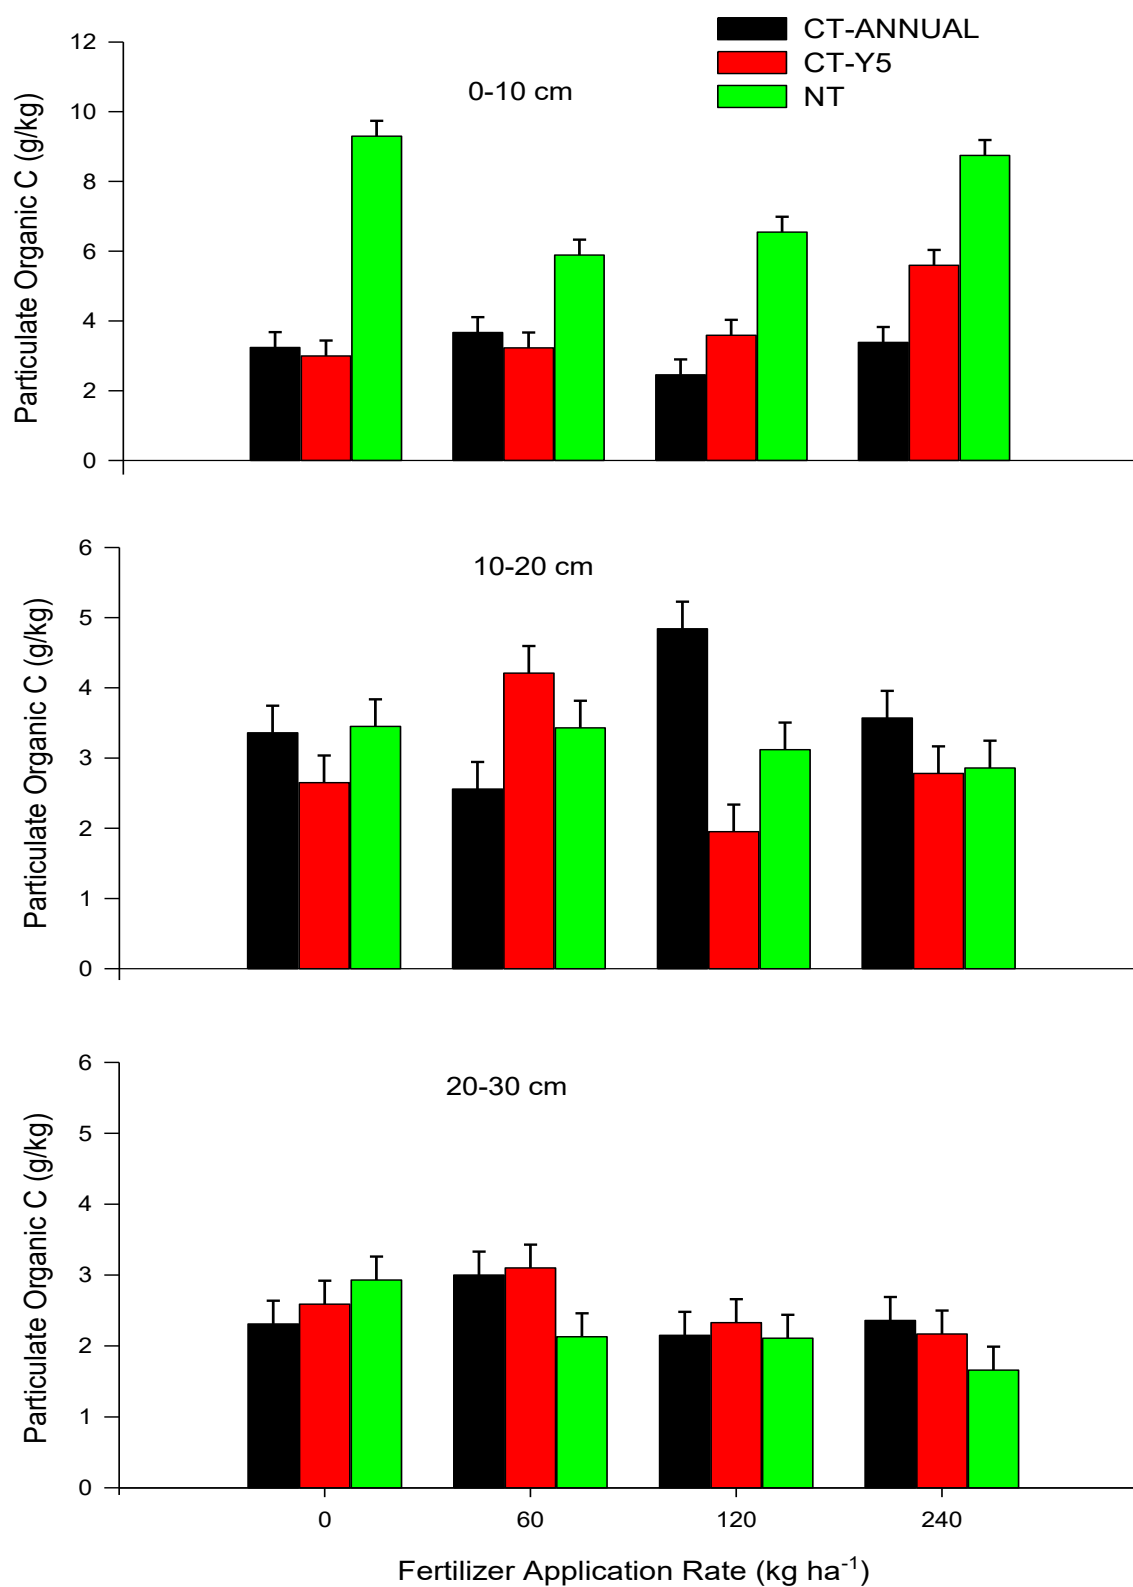 CT-ANNUAL
CT-Y5
NT
0-10 cm
Particulate Organic C (g/kg)
12
10
8
6
4
2
0
10-20 cm
Particulate Organic C (g/kg)
6
5
4
3
2
1
0
20-30 cm
Particulate Organic C (g/kg)
6
5
4
3
2
1
0
0 60 120 240
Fertilizer Application Rate (kg ha⁻¹)